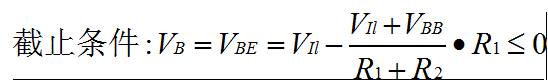 截止条件:V_B = V_BE = V_Il − (V_Il + V_BB)/(R_1 + R_2) • R_1 ≤ 0